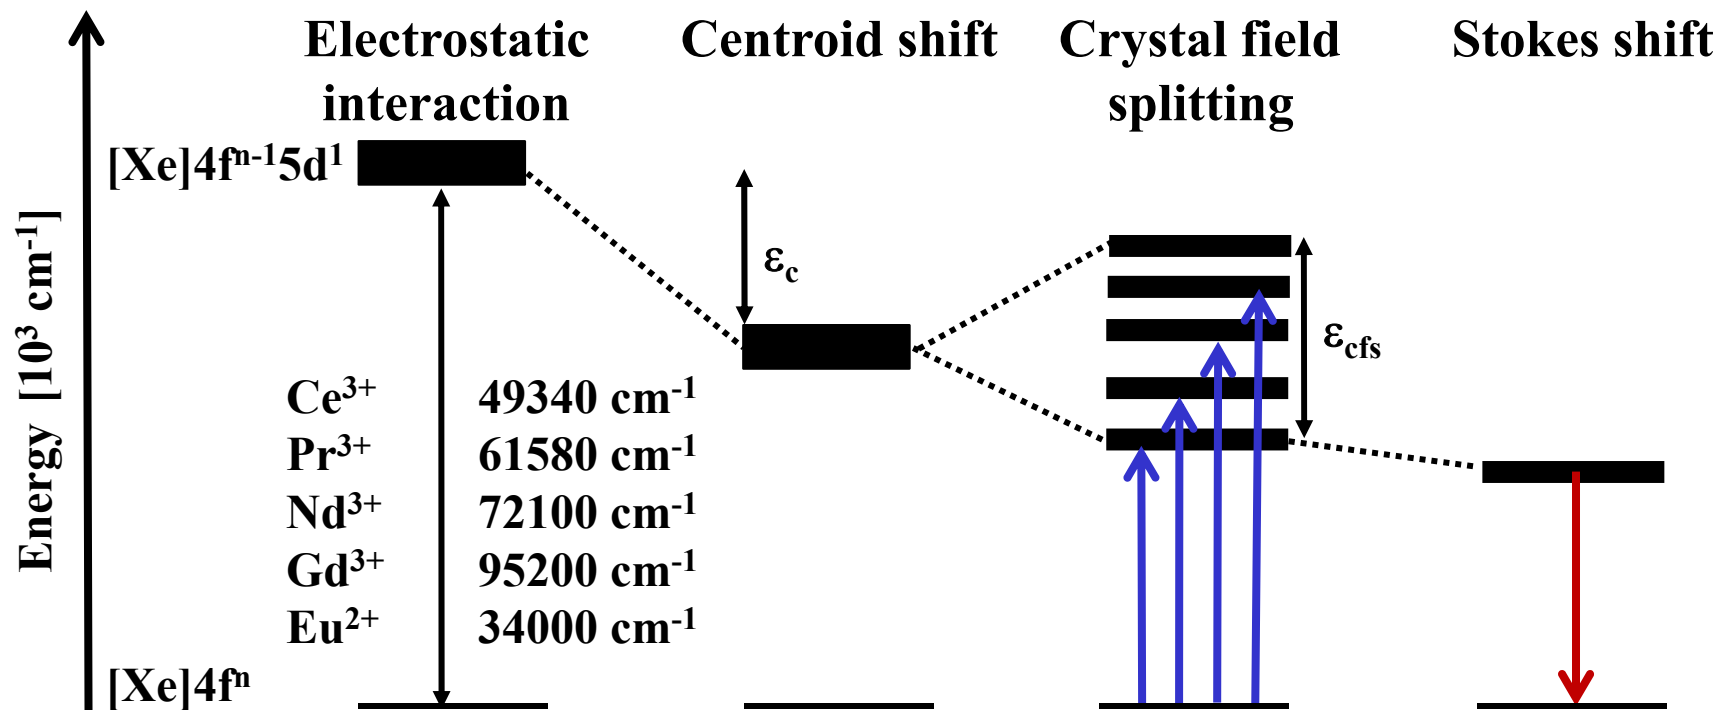 Electrostatic interaction
Centroid shift
Crystal field splitting
Stokes shift
[Xe]4fⁿ⁻¹5d¹
Energy [10³ cm⁻¹]
εc
εcfs
Ce³⁺ 49340 cm⁻¹
Pr³⁺ 61580 cm⁻¹
Nd³⁺ 72100 cm⁻¹
Gd³⁺ 95200 cm⁻¹
Eu²⁺ 34000 cm⁻¹
[Xe]4fⁿ